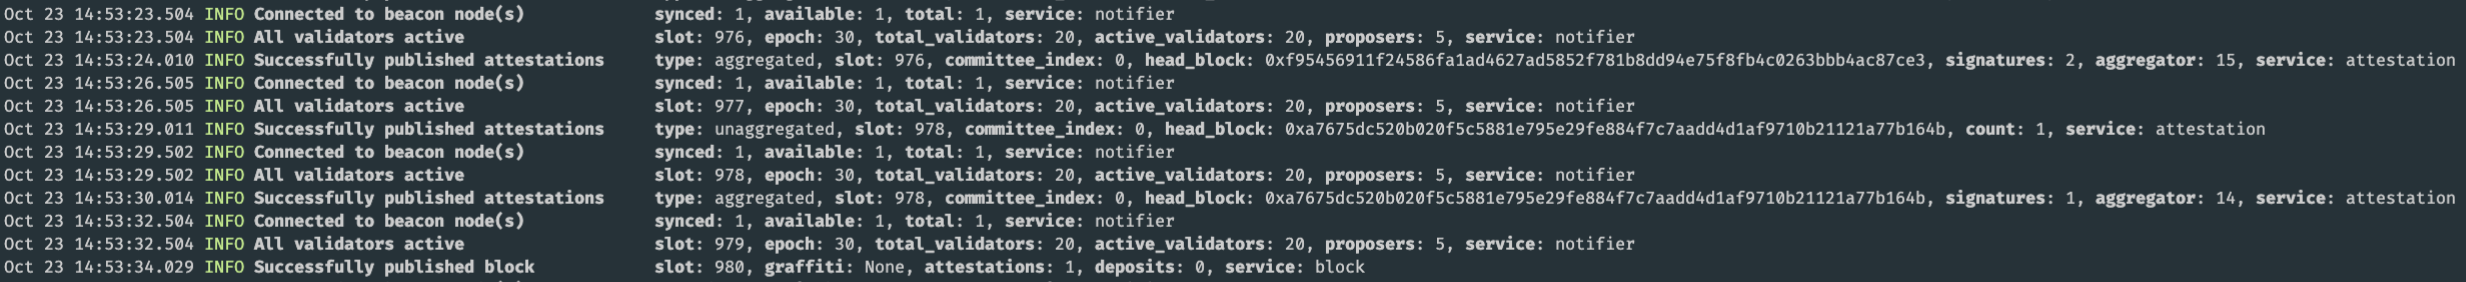 Oct 23 14:53:23.504 INFO Connected to beacon node(s) synced: 1, available: 1, total: 1, service: notifier
Oct 23 14:53:23.504 INFO All validators active slot: 976, epoch: 30, total_validators: 20, active_validators: 20, proposers: 5, service: notifier
Oct 23 14:53:24.010 INFO Successfully published attestations type: aggregated, slot: 976, committee_index: 0, head_block: 0xf95456911f24586fa1ad4627ad5852f781b8dd94e75f8fb4c0263bbb4ac87ce3, signatures: 2, aggregator: 15, service: attestation
Oct 23 14:53:26.505 INFO Connected to beacon node(s) synced: 1, available: 1, total: 1, service: notifier
Oct 23 14:53:26.505 INFO All validators active slot: 977, epoch: 30, total_validators: 20, active_validators: 20, proposers: 5, service: notifier
Oct 23 14:53:29.011 INFO Successfully published attestations type: unaggregated, slot: 978, committee_index: 0, head_block: 0xa7675dc520b020f5c5881e795e29fe884f7c7aadd4d1af9710b21121a77b164b, count: 1, service: attestation
Oct 23 14:53:29.502 INFO Connected to beacon node(s) synced: 1, available: 1, total: 1, service: notifier
Oct 23 14:53:29.502 INFO All validators active slot: 978, epoch: 30, total_validators: 20, active_validators: 20, proposers: 5, service: notifier
Oct 23 14:53:30.014 INFO Successfully published attestations type: aggregated, slot: 978, committee_index: 0, head_block: 0xa7675dc520b020f5c5881e795e29fe884f7c7aadd4d1af9710b21121a77b164b, signatures: 1, aggregator: 14, service: attestation
Oct 23 14:53:32.504 INFO Connected to beacon node(s) synced: 1, available: 1, total: 1, service: notifier
Oct 23 14:53:32.504 INFO All validators active slot: 979, epoch: 30, total_validators: 20, active_validators: 20, proposers: 5, service: notifier
Oct 23 14:53:34.029 INFO Successfully published block slot: 980, graffiti: None, attestations: 1, deposits: 0, service: block